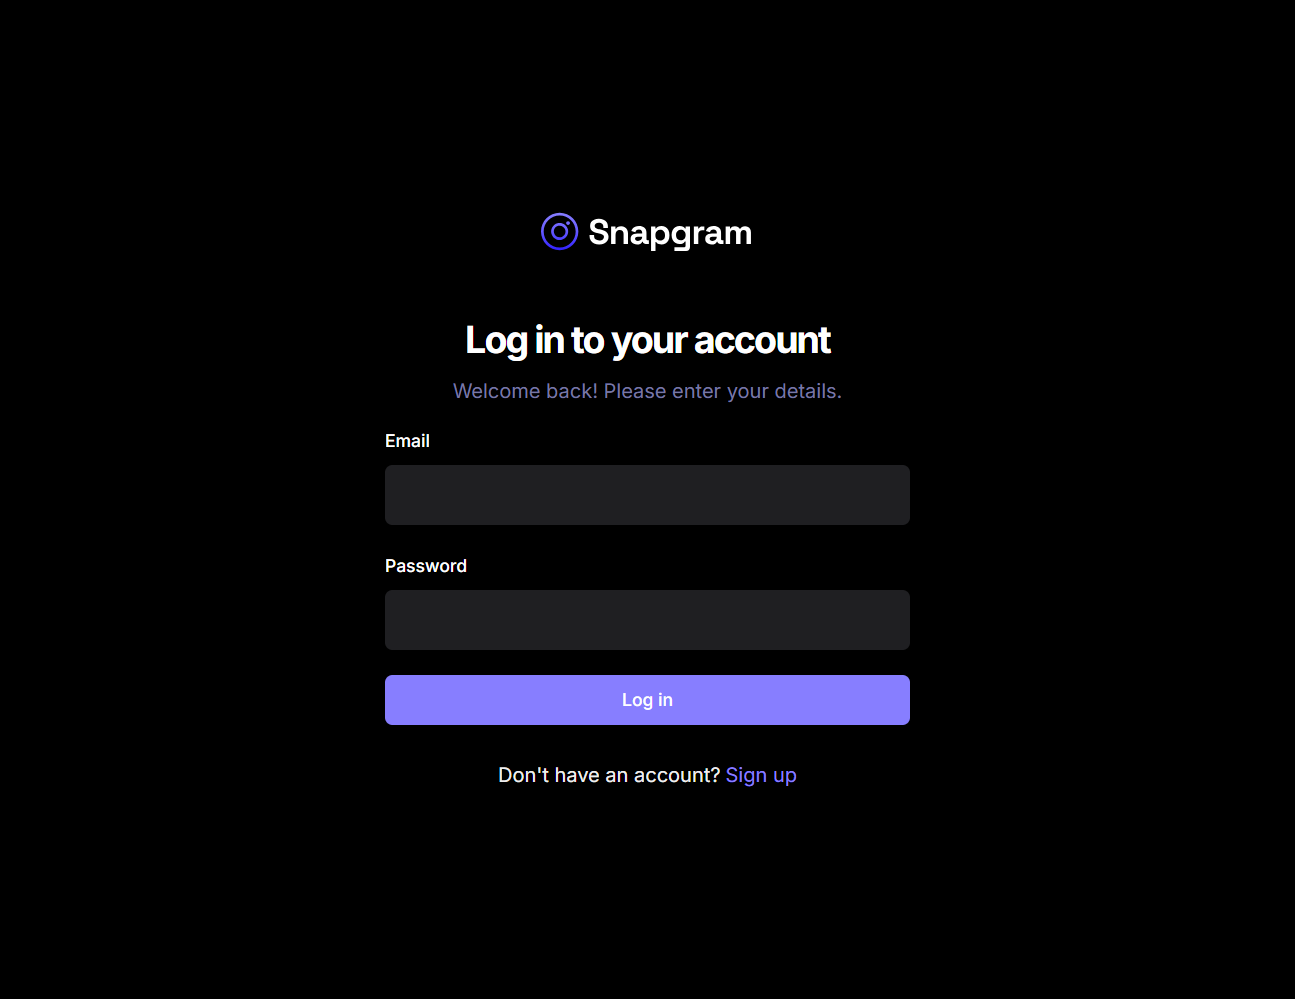 Snapgram
Log in to your account
Welcome back! Please enter your details.
Email
Password
Log in
Don't have an account? Sign up